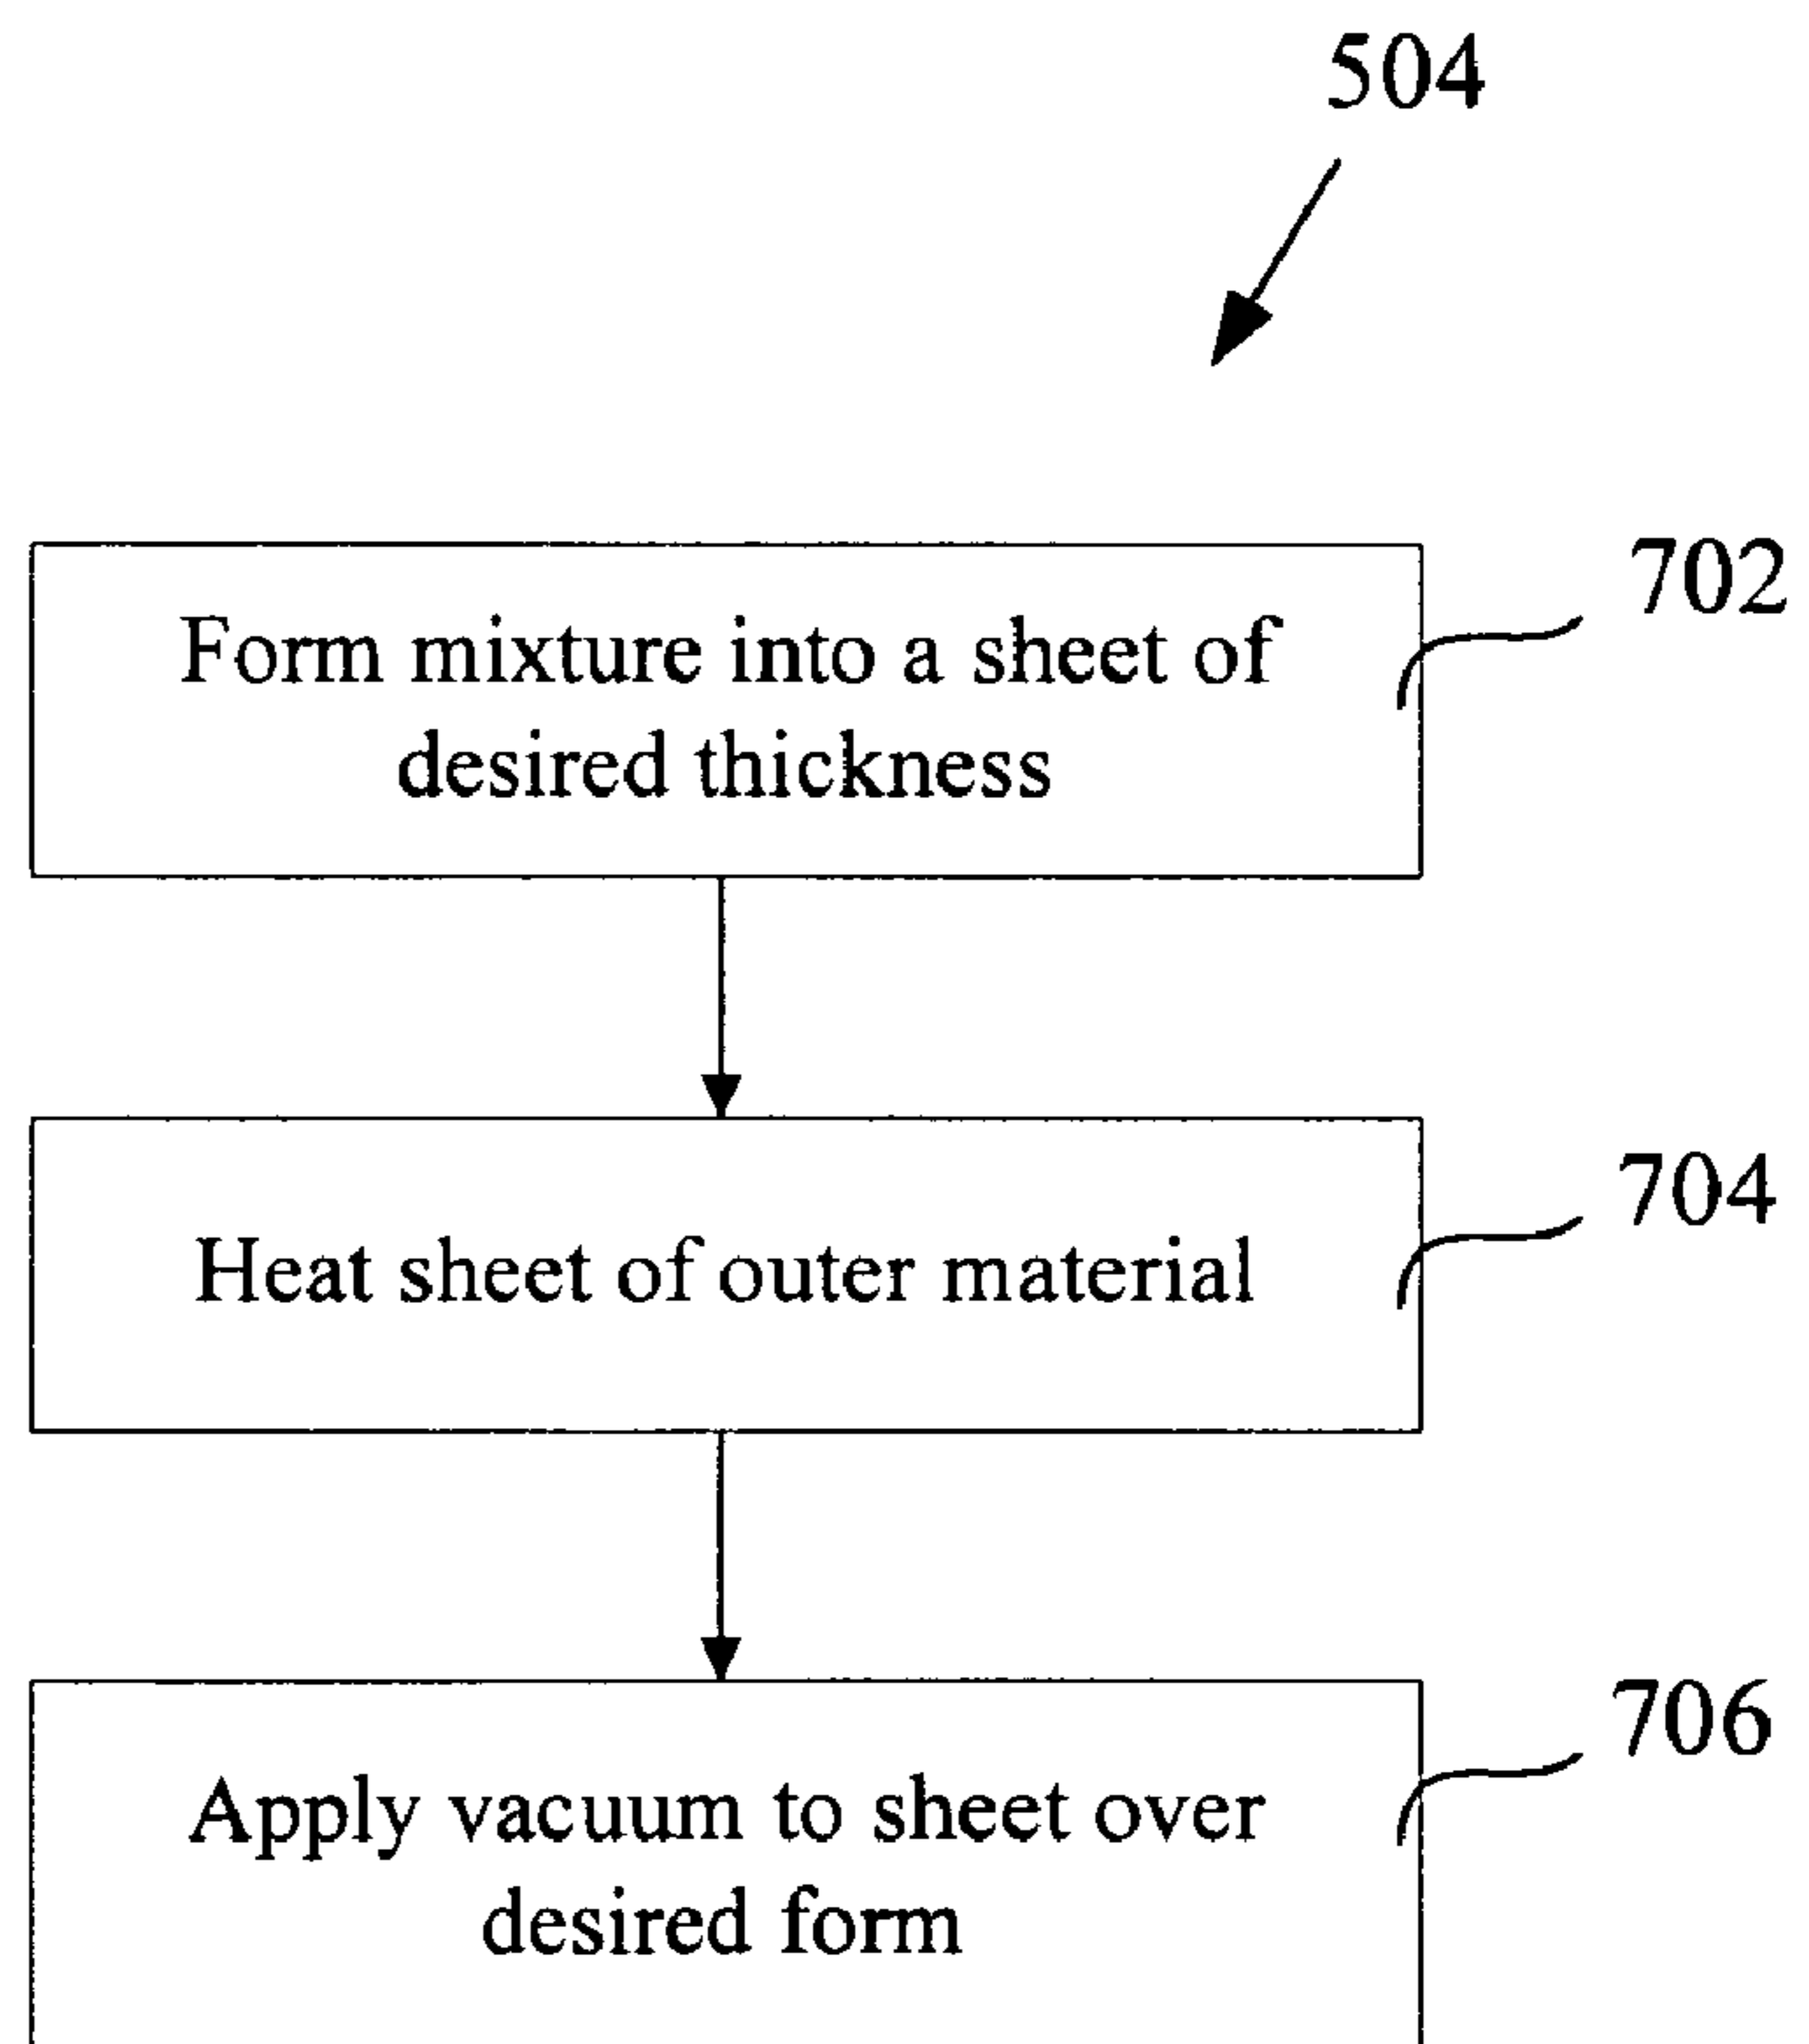 504
702
Form mixture into a sheet of
desired thickness
704
Heat sheet of outer material
706
Apply vacuum to sheet over
desired form